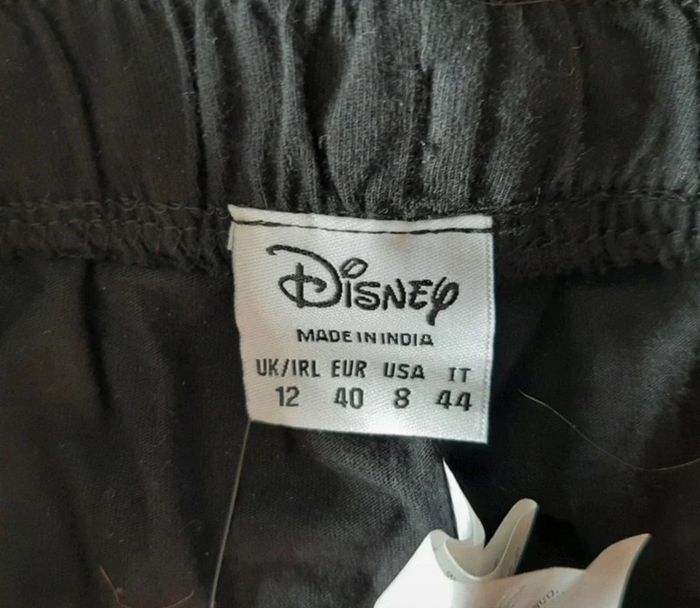 Disney
MADE IN INDIA
UK/IRL EUR USA IT
12 40 8 44